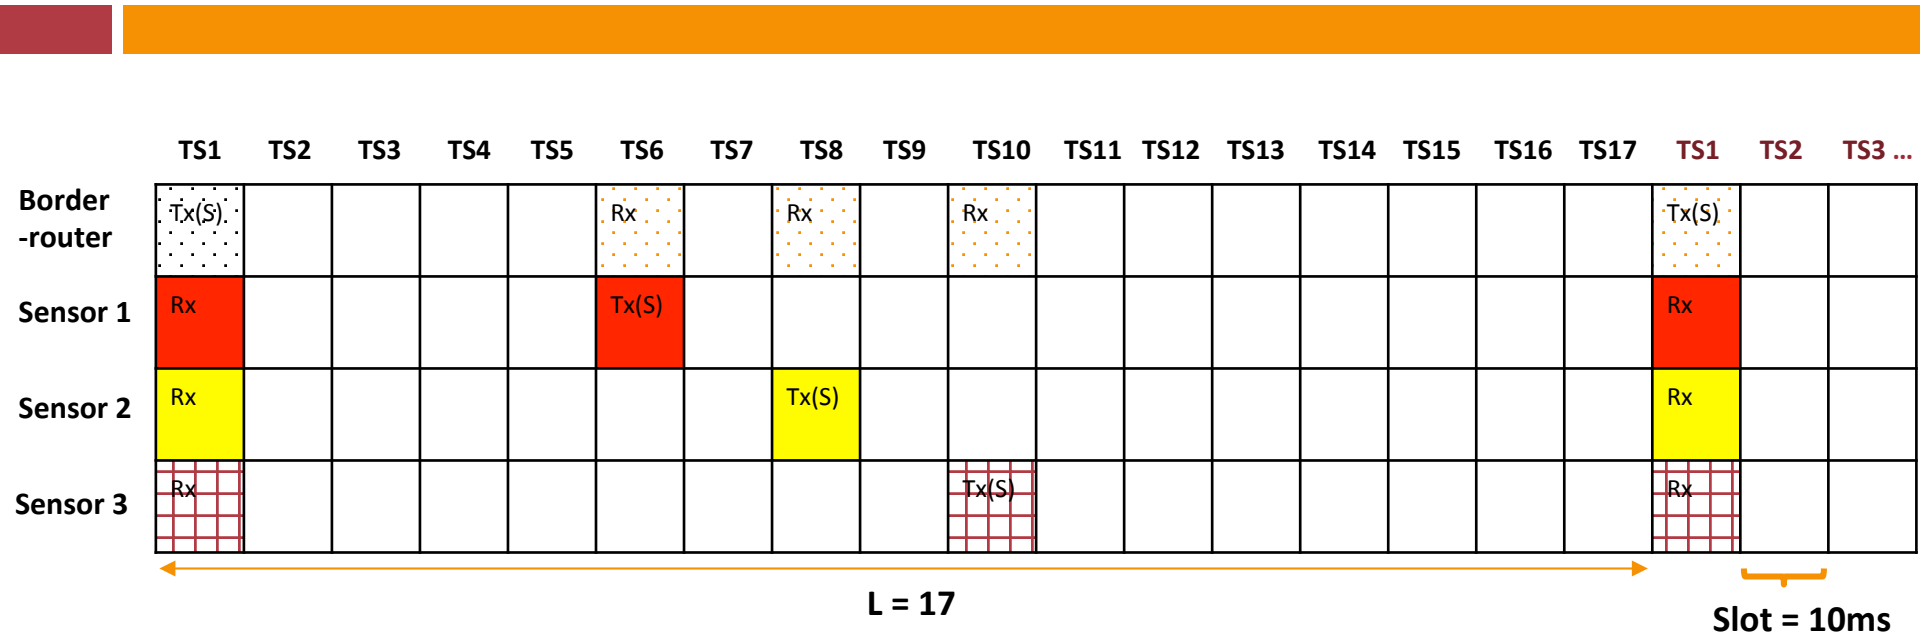 TS1 TS2 TS3 TS4 TS5 TS6 TS7 TS8 TS9 TS10 TS11 TS12 TS13 TS14 TS15 TS16 TS17 TS1 TS2 TS3 ...
Border
-router
Tx(S) Rx Rx Rx Tx(S)
Sensor 1 Rx Tx(S) Rx
Sensor 2 Rx Tx(S) Rx
Sensor 3 Rx Tx(S) Rx
L = 17
Slot = 10ms